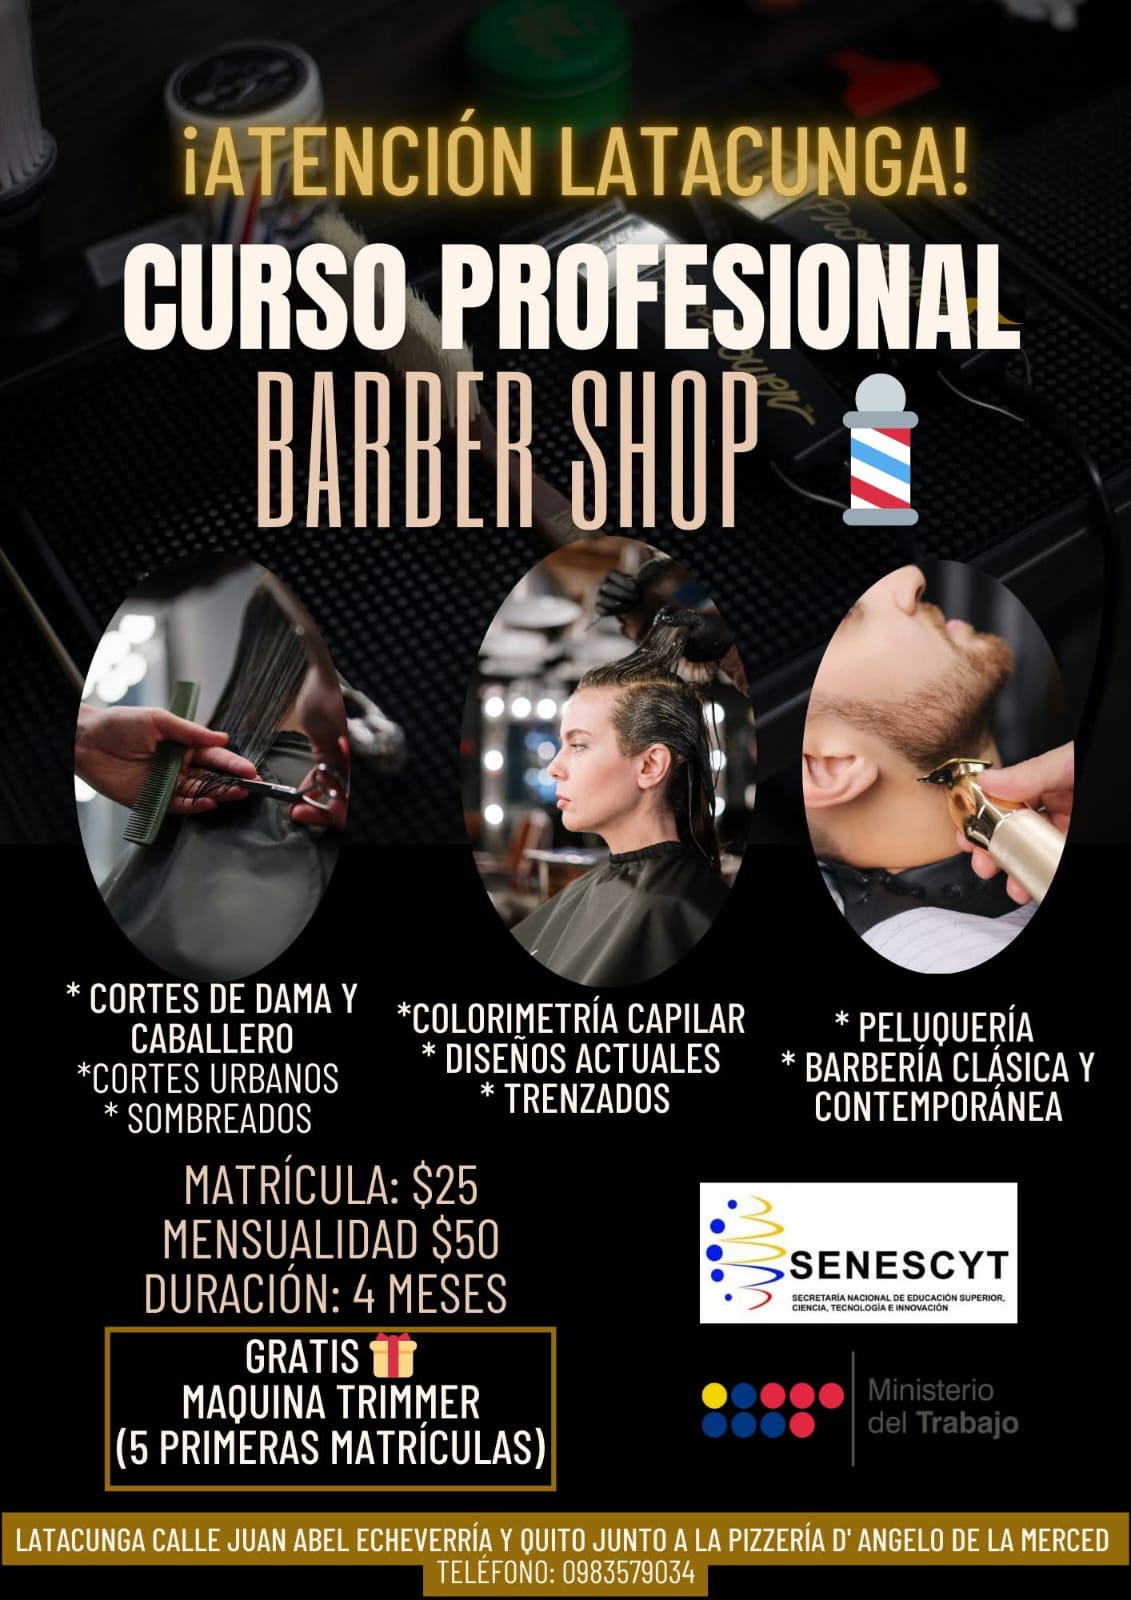 ¡ATENCIÓN LATACUNGA!
CURSO PROFESIONAL
BARBER SHOP
* CORTES DE DAMA Y
CABALLERO
*CORTES URBANOS
* SOMBREADOS
*COLORIMETRÍA CAPILAR
* DISEÑOS ACTUALES
* TRENZADOS
* PELUQUERÍA
* BARBERÍA CLÁSICA Y
CONTEMPORÁNEA
MATRÍCULA: $25
MENSUALIDAD $50
DURACIÓN: 4 MESES
GRATIS
MAQUINA TRIMMER
(5 PRIMERAS MATRÍCULAS)
SENESCYT
SECRETARÍA NACIONAL DE EDUCACIÓN SUPERIOR,
CIENCIA, TECNOLOGÍA E INNOVACIÓN
Ministerio
del Trabajo
LATACUNGA CALLE JUAN ABEL ECHEVERRÍA Y QUITO JUNTO A LA PIZZERÍA D' ANGELO DE LA MERCED
TELÉFONO: 0983579034